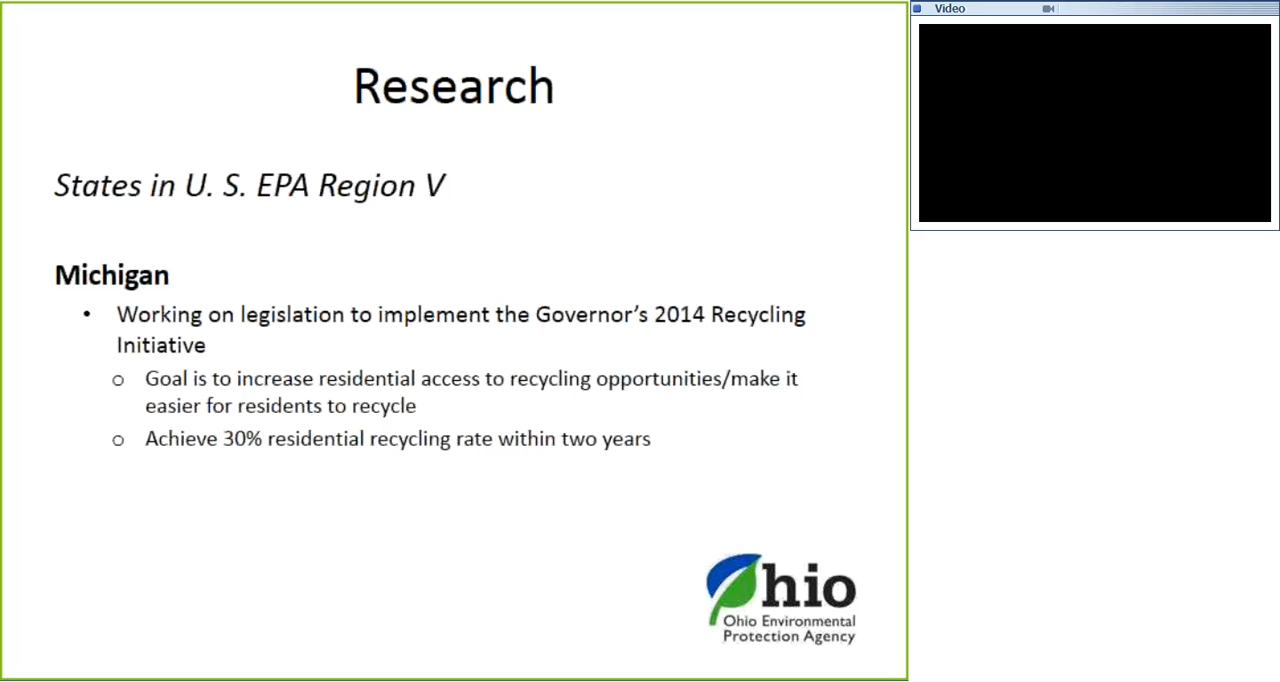 Video
Research
States in U. S. EPA Region V
Michigan
• Working on legislation to implement the Governor's 2014 Recycling
Initiative
o Goal is to increase residential access to recycling opportunities/make it
easier for residents to recycle
o Achieve 30% residential recycling rate within two years
Ohio
Ohio Environmental
Protection Agency